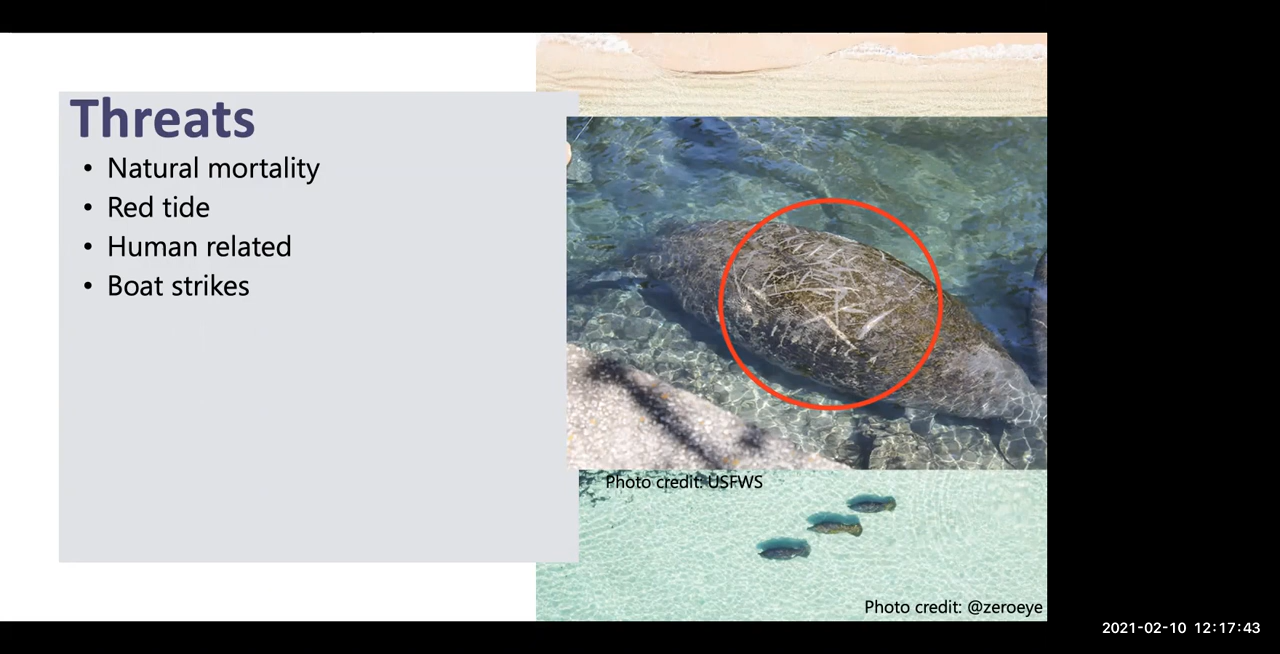 Threats
• Natural mortality
• Red tide
• Human related
• Boat strikes
Photo credit: USFWS
Photo credit: @zeroeye
2021-02-10 12:17:43